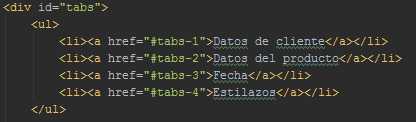 <div id="tabs">
<ul>
<li><a href="#tabs-1">Datos de cliente</a></li>
<li><a href="#tabs-2">Datos del producto</a></li>
<li><a href="#tabs-3">Fecha</a></li>
<li><a href="#tabs-4">Estilazos</a></li>
</ul>